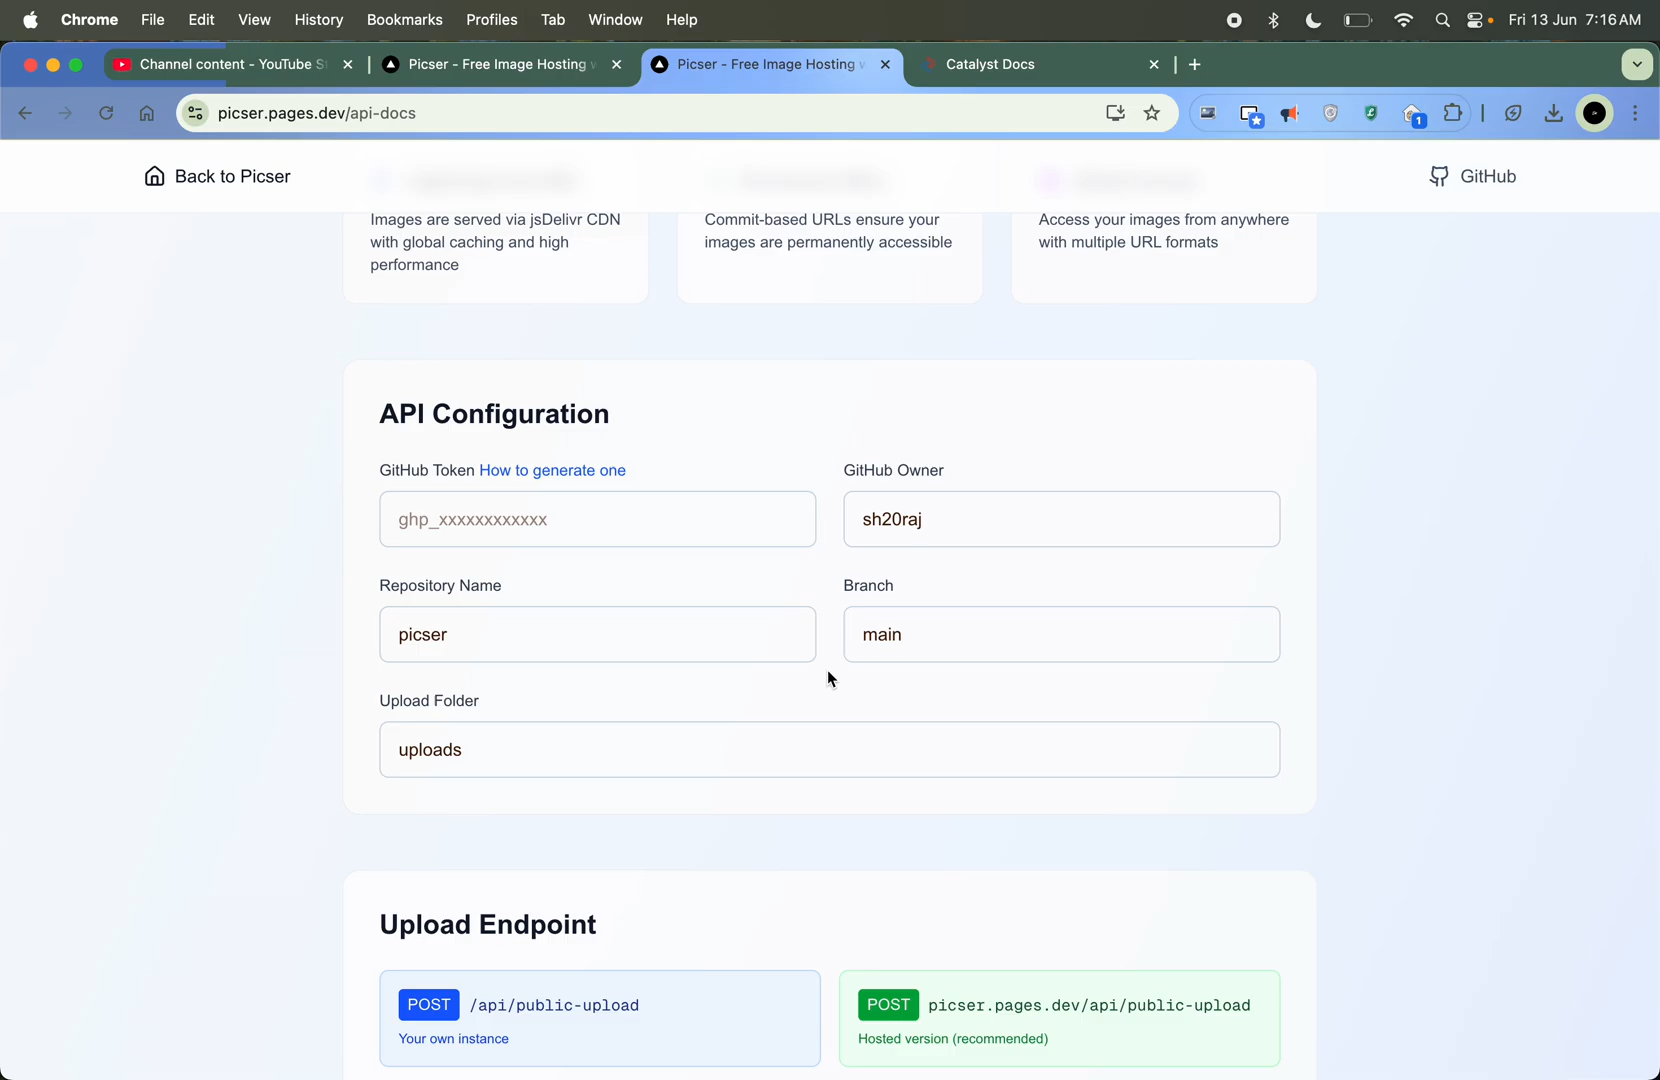 Chrome File Edit View History Bookmarks Profiles Tab Window Help Fri 13 Jun 7:16 AM
Channel content - YouTube S Picser - Free Image Hosting Picser - Free Image Hosting Catalyst Docs
picser.pages.dev/api-docs
1
Back to Picser
GitHub
Images are served via jsDelivr CDN
with global caching and high
performance
Commit-based URLs ensure your
images are permanently accessible
Access your images from anywhere
with multiple URL formats
API Configuration
GitHub Token How to generate one
ghp_xxxxxxxxxxxx
GitHub Owner
sh20raj
Repository Name
picser
Branch
main
Upload Folder
uploads
Upload Endpoint
POST /api/public-upload
Your own instance
POST picser.pages.dev/api/public-upload
Hosted version (recommended)